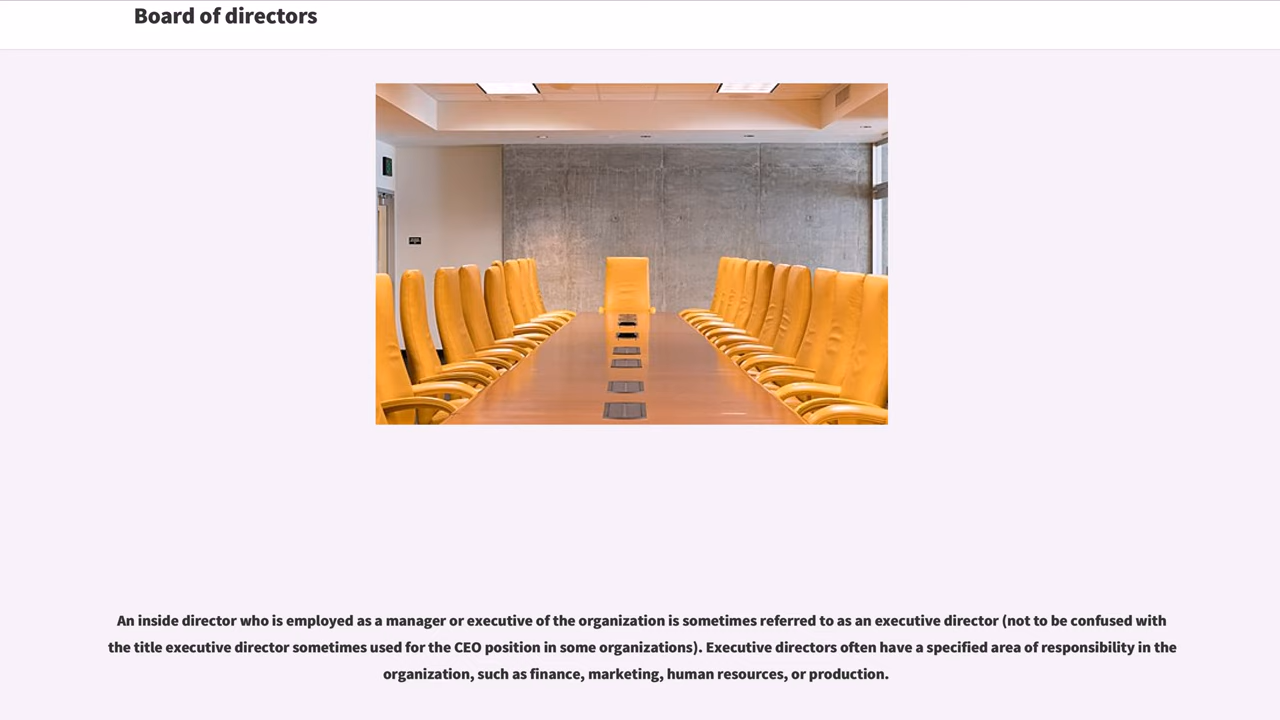 Board of directors
An inside director who is employed as a manager or executive of the organization is sometimes referred to as an executive director (not to be confused with
the title executive director sometimes used for the CEO position in some organizations). Executive directors often have a specified area of responsibility in the
organization, such as finance, marketing, human resources, or production.